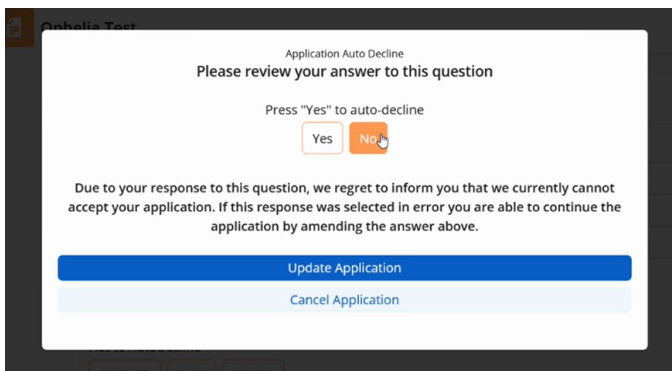 Ophelia Test
Application Auto Decline
Please review your answer to this question
Press "Yes" to auto-decline
Yes No
Due to your response to this question, we regret to inform you that we currently cannot
accept your application. If this response was selected in error you are able to continue the
application by amending the answer above.
Update Application
Cancel Application